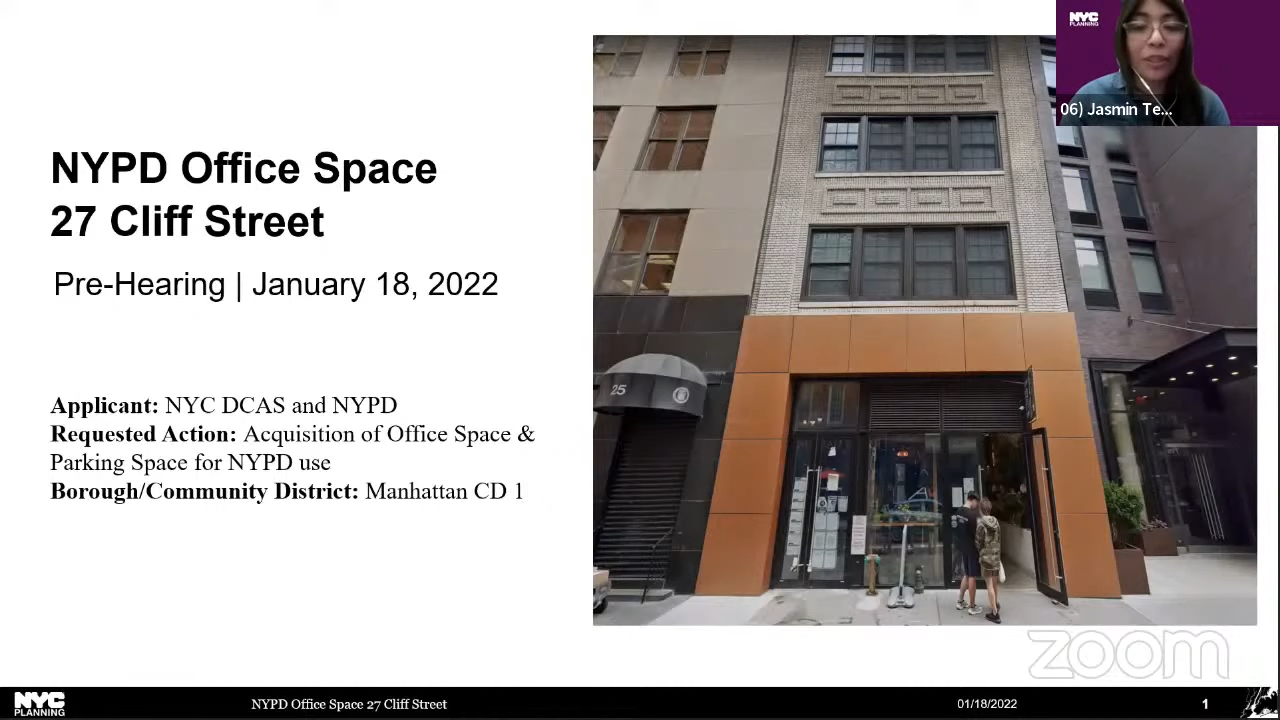 NYC
PLANNING
06) Jasmin Te...
NYPD Office Space
27 Cliff Street
Pre-Hearing | January 18, 2022
Applicant: NYC DCAS and NYPD
Requested Action: Acquisition of Office Space &
Parking Space for NYPD use
Borough/Community District: Manhattan CD 1
25
zoom
NYC
PLANNING
NYPD Office Space 27 Cliff Street
01/18/2022
1